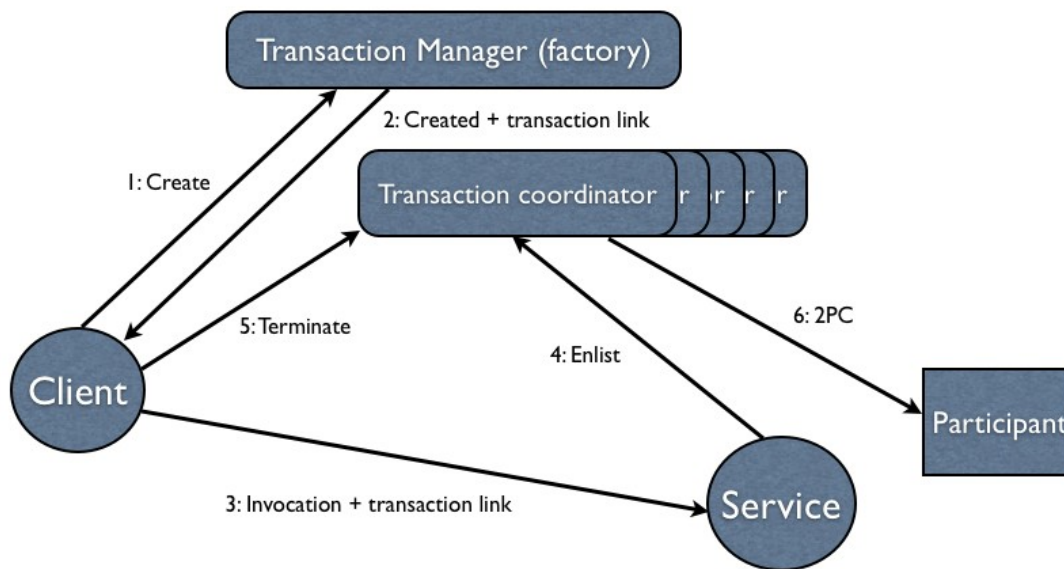 Transaction Manager (factory)
2: Created + transaction link
1: Create
Transaction coordinator r or r r
5: Terminate
6: 2PC
4: Enlist
Client
Participant
3: Invocation + transaction link
Service